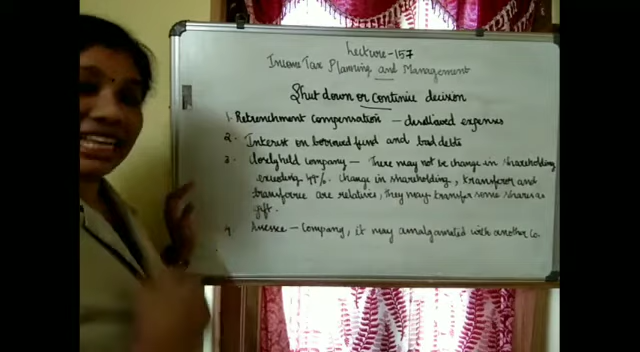 Lecture-157
Income Tax Planning and Management
Shut down or continue decision
1. Retrenchment compensation - disallowed expenses
2. Interest on borrowed fund and bad debts
3. Closely held company - There may not be change in shareholding
exceeding 49%. Change in shareholding, transferor and
transferee are relatives, they may transfer some shares as
gift.
4. Assessee - Company, it may amalgamated with another Co.